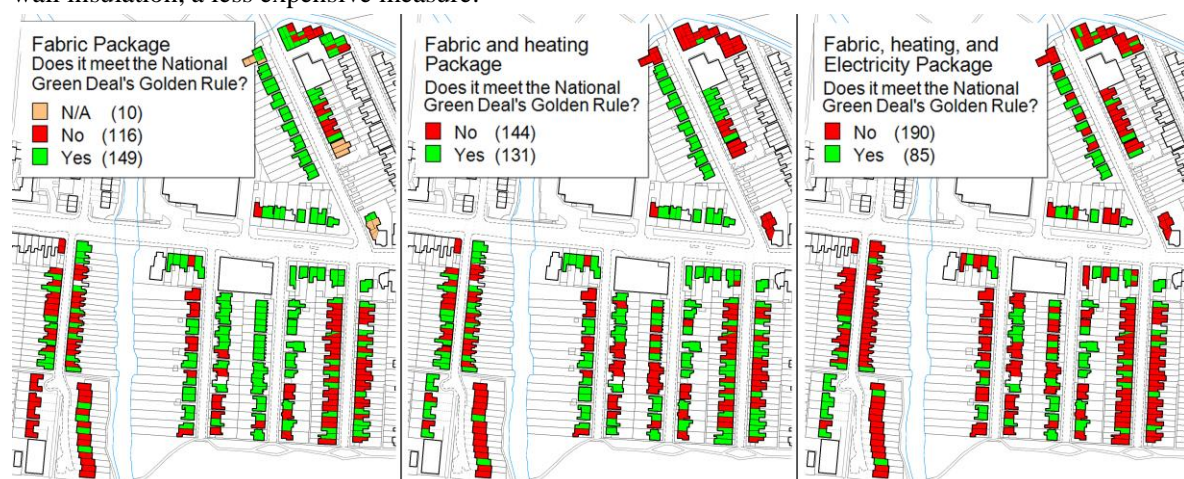 wall insulation, a less expensive measure.
Fabric Package
Does it meet the National
Green Deal's Golden Rule?
N/A (10)
No (116)
Yes (149)
Fabric and heating
Package
Does it meet the National
Green Deal's Golden Rule?
No (144)
Yes (131)
Fabric, heating, and
Electricity Package
Does it meet the National
Green Deal's Golden Rule?
No (190)
Yes (85)